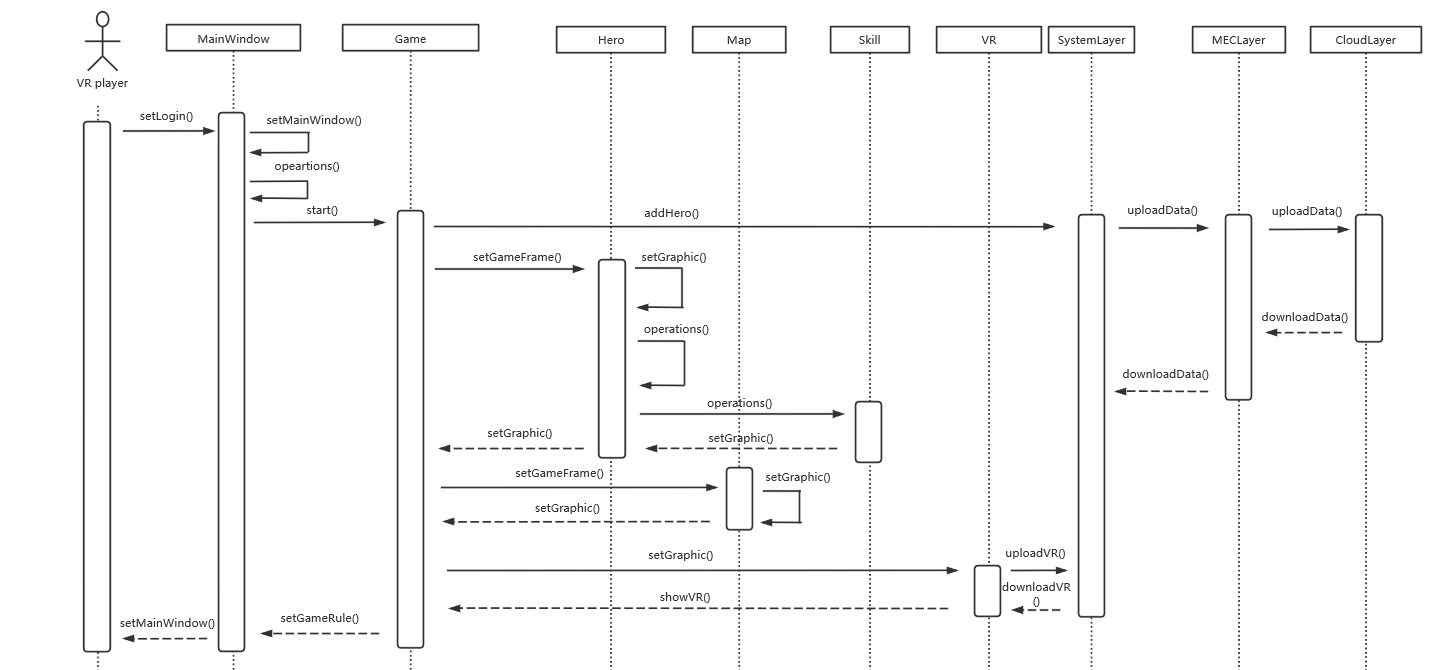 MainWindow
Game
Hero
Map
Skill
VR
SystemLayer
MECLayer
CloudLayer
VR player
setLogin()
setMainWindow()
opeartions()
start()
addHero()
uploadData()
uploadData()
setGameFrame()
setGraphic()
downloadData()
operations()
downloadData()
operations()
setGraphic()
setGraphic()
setGameFrame()
setGraphic()
setGraphic()
setGraphic()
uploadVR()
downloadVR
()
showVR()
setGameRule()
setMainWindow()